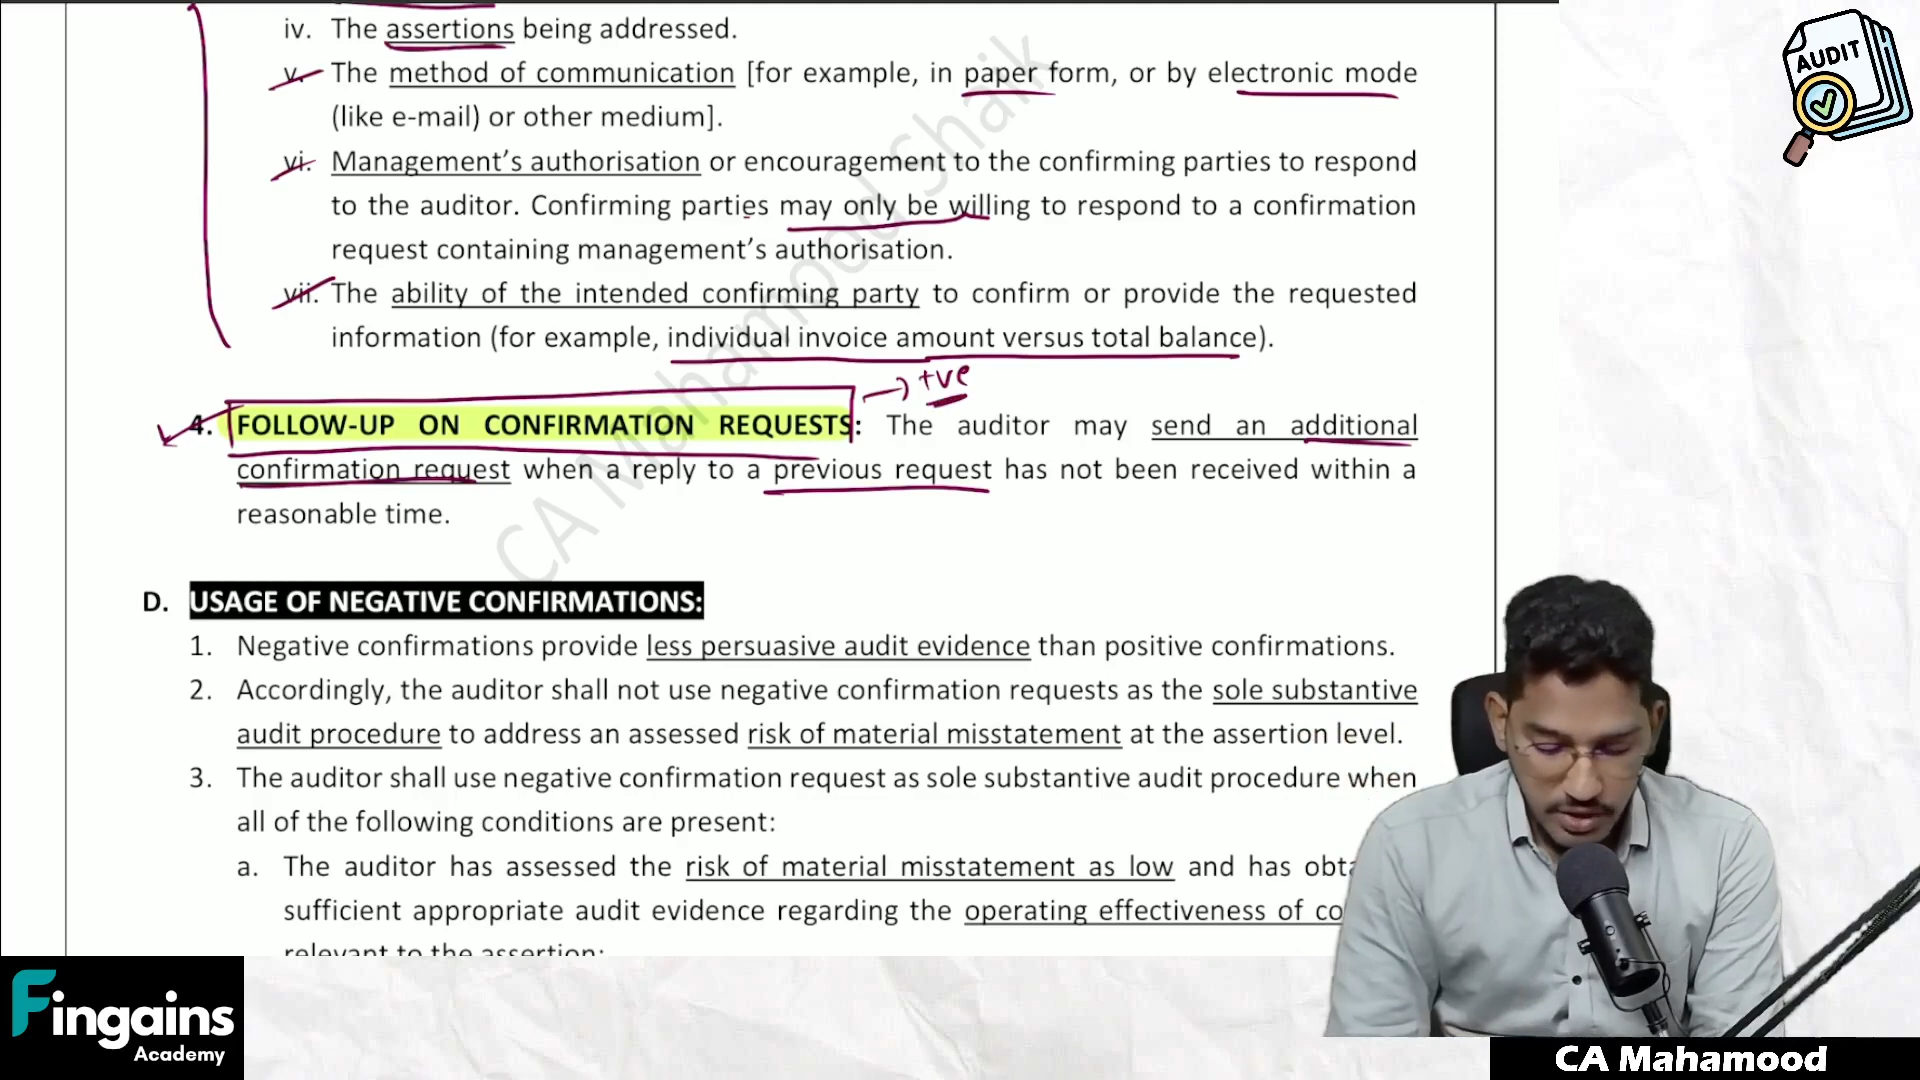 iv. The assertions being addressed.
AUDIT
v. The method of communication [for example, in paper form, or by electronic mode
(like e-mail) or other medium].
vi. Management’s authorisation or encouragement to the confirming parties to respond
to the auditor. Confirming parties may only be willing to respond to a confirmation
request containing management’s authorisation.
vii. The ability of the intended confirming party to confirm or provide the requested
information (for example, individual invoice amount versus total balance).
→ +ve
4. FOLLOW-UP ON CONFIRMATION REQUESTS: The auditor may send an additional
confirmation request when a reply to a previous request has not been received within a
reasonable time.
CA Mahamood Shaik
D. USAGE OF NEGATIVE CONFIRMATIONS:
1. Negative confirmations provide less persuasive audit evidence than positive confirmations.
2. Accordingly, the auditor shall not use negative confirmation requests as the sole substantive
audit procedure to address an assessed risk of material misstatement at the assertion level.
3. The auditor shall use negative confirmation request as sole substantive audit procedure when
all of the following conditions are present:
a. The auditor has assessed the risk of material misstatement as low and has
sufficient appropriate audit evidence regarding the operating effectiveness of
relevant to the assertion:
Fingains
Academy
CA Mahamood